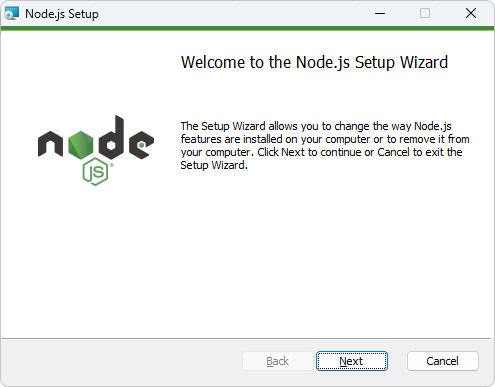 Node.js Setup
Welcome to the Node.js Setup Wizard
node
JS®
The Setup Wizard allows you to change the way Node.js
features are installed on your computer or to remove it from
your computer. Click Next to continue or Cancel to exit the
Setup Wizard.
Back Next Cancel